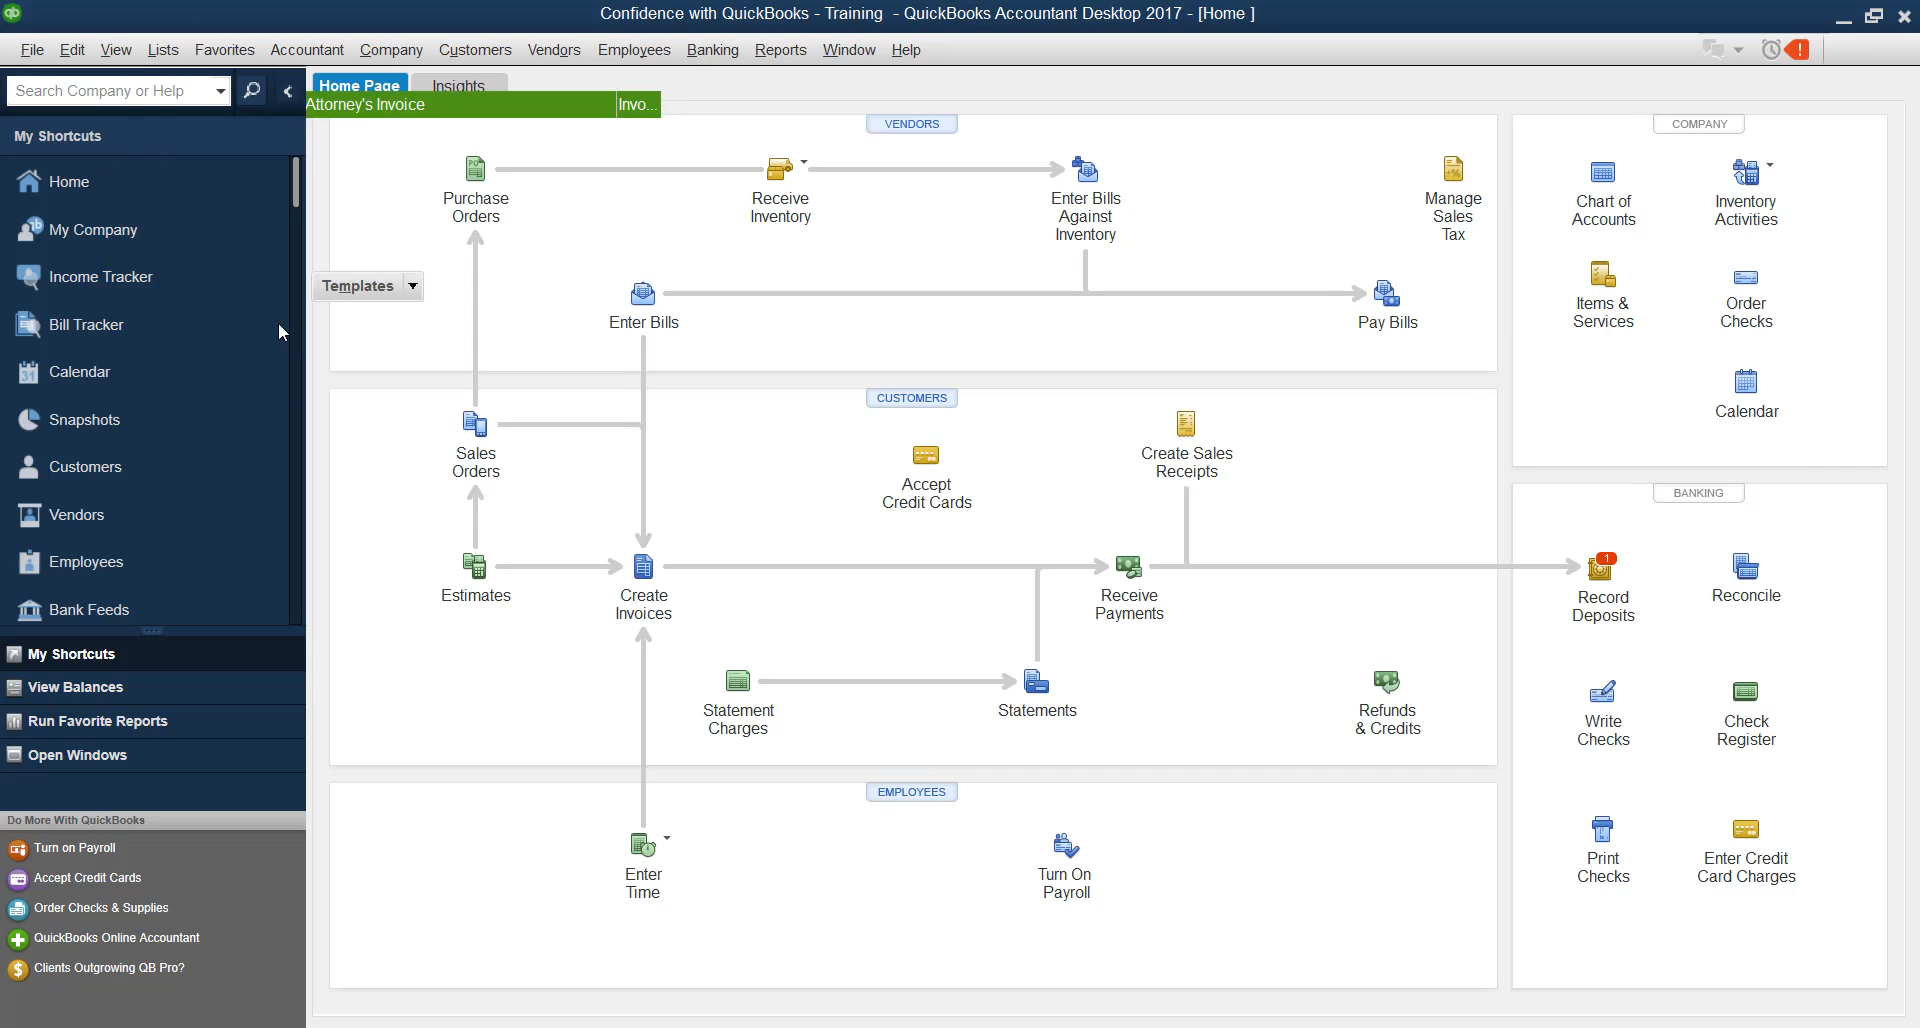 Confidence with QuickBooks - Training - QuickBooks Accountant Desktop 2017 - [Home ]
File Edit View Lists Favorites Accountant Company Customers Vendors Employees Banking Reports Window Help
Search Company or Help
Home Page Insights
Attorney's Invoice Invo...
My Shortcuts
Home
My Company
Income Tracker
Bill Tracker
Calendar
Snapshots
Customers
Vendors
Employees
Bank Feeds
My Shortcuts
View Balances
Run Favorite Reports
Open Windows
Do More With QuickBooks
Turn on Payroll
Accept Credit Cards
Order Checks & Supplies
QuickBooks Online Accountant
Clients Outgrowing QB Pro?
VENDORS
Purchase
Orders
Receive
Inventory
Enter Bills
Against
Inventory
Manage
Sales
Tax
Templates
Enter Bills
Pay Bills
CUSTOMERS
Sales
Orders
Accept
Credit Cards
Create Sales
Receipts
Estimates
Create
Invoices
Receive
Payments
Statement
Charges
Statements
Refunds
& Credits
EMPLOYEES
Enter
Time
Turn On
Payroll
COMPANY
Chart of
Accounts
Inventory
Activities
Items &
Services
Order
Checks
Calendar
BANKING
1
Record
Deposits
Reconcile
Write
Checks
Check
Register
Print
Checks
Enter Credit
Card Charges